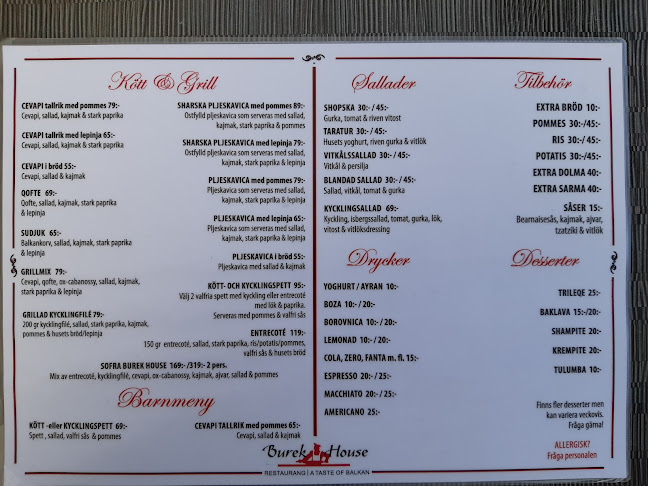 Kött & Grill
CEVAPI tallrik med pommes 79:-
Cevapi, sallad, kajmak & stark paprika
CEVAPI tallrik med lepinja 65:-
Cevapi, sallad, kajmak & stark paprika
CEVAPI i bröd 55:-
Cevapi, sallad & kajmak
QOFTE 69:-
Qofte, sallad, kajmak, stark paprika
& lepinja
SUDJUK 65:-
Balkankorv, sallad, stark paprika
& lepinja
GRILLMIX 79:-
Cevapi, qofte, ox-cabanossy, sallad, kajmak,
stark paprika & lepinja
GRILLAD KYCKLINGFILÉ 79:-
200 gr kycklingfilé, sallad, stark paprika, kajmak,
pommes & husets bröd/lepinja
SHARSKA PLJESKAVICA med pommes 89:-
Ostfylld pljeskavica som serveras med sallad,
kajmak, stark paprika & pommes
SHARSKA PLJESKAVICA med lepinja 79:-
Ostfylld pljeskavica som serveras med sallad,
kajmak, stark paprika & lepinja
PLJESKAVICA med pommes 79:-
Pljeskavica som serveras med sallad,
kajmak, stark paprika & lepinja
PLJESKAVICA med lepinja 65:-
Pljeskavica som serveras med sallad,
kajmak, stark paprika & lepinja
PLJESKAVICA i bröd 55:-
Pljeskavica med sallad & kajmak
KÖTT- OCH KYCKLINGSPETT 95:-
Välj 2 valfria spett med kyckling eller entrecoté
med lök & paprika.
Serveras med pommes & valfri sås
ENTRECOTÉ 119:-
150 gr entrecoté, sallad, stark paprika, ris/potatis/pommes,
valfri sås & husets bröd
SOFRA BUREK HOUSE 169:- /319:- 2 pers.
Mix av entrecoté, kycklingfilé, cevapi, ox-cabanossy, kajmak, ajvar, sallad & pommes
Barnmeny
KÖTT -eller KYCKLINGSPETT 69:-
Spett , sallad, valfri sås & pommes
CEVAPI TALLRIK med pommes 65:-
Cevapi, sallad & kajmak
Sallader
SHOPSKA 30:- / 45:-
Gurka, tomat & riven vitost
TARATUR 30:- / 45:-
Husets yoghurt, riven gurka & vitlök
VITKÅLSSALLAD 30:- / 45:-
Vitkål & persilja
BLANDAD SALLAD 30:- / 45:-
Sallad, vitkål, tomat & gurka
KYCKLINGSALLAD 69:-
Kyckling, isbergssallad, tomat, gurka, lök,
vitost & vitlöksdressing
Tilbehör
EXTRA BRÖD 10:-
POMMES 30:-/45:-
RIS 30:-/45:-
POTATIS 30:-/45:-
EXTRA DOLMA 40:-
EXTRA SARMA 40:-
SÅSER 15:-
Bearnaisesås, kajmak, ajvar,
tzatziki & vitlök
Drycker
YOGHURT / AYRAN 10:-
BOZA 10:- / 20:-
BOROVNICA 10:- / 20:-
LEMONAD 10:- / 20:-
COLA, ZERO, FANTA m. fl. 15:-
ESPRESSO 20:- / 25:-
MACCHIATO 20:- / 25:-
AMERICANO 25:-
Desserter
TRILEQE 25:-
BAKLAVA 15:-/20:-
SHAMPITE 20:-
KREMPITE 20:-
TULUMBA 10:-
Finns fler desserter men
kan variera veckovis.
Fråga gärna!
ALLERGISK?
Fråga personalen
Burek House
RESTAURANG | A TASTE OF BALKAN